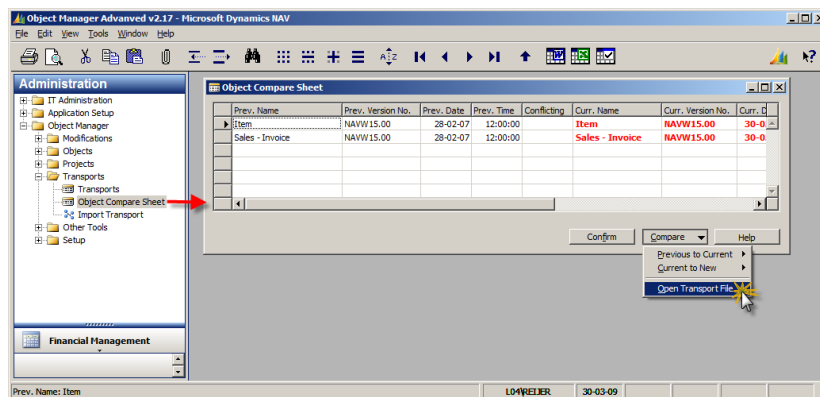 Object Manager Advanved v2.17 - Microsoft Dynamics NAV
File Edit View Tools Window Help
Administration
IT Administration
Application Setup
Object Manager
Modifications
Objects
Projects
Transports
Transports
Object Compare Sheet
Import Transport
Other Tools
Setup
Financial Management
Object Compare Sheet
Prev. Name Prev. Version No. Prev. Date Prev. Time Conflicting Curr. Name Curr. Version No. Curr. D
Item NAVW15.00 28-02-07 12:00:00 Item NAVW15.00 30-0
Sales - Invoice NAVW15.00 28-02-07 12:00:00 Sales - Invoice NAVW15.00 30-0
Confirm Compare Help
Previous to Current
Current to New
Open Transport File
Prev. Name: Item L04\REIJER 30-03-09